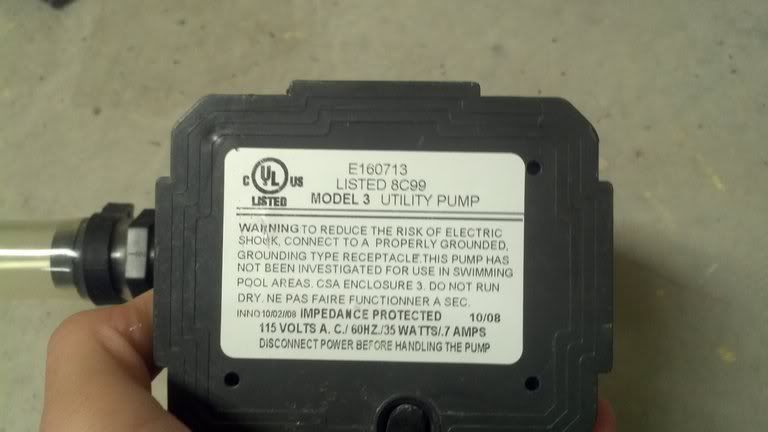 E160713
C UL US LISTED 8C99
LISTED MODEL 3 UTILITY PUMP
WARNING TO REDUCE THE RISK OF ELECTRIC
SHOCK, CONNECT TO A PROPERLY GROUNDED,
GROUNDING TYPE RECEPTACLE.THIS PUMP HAS
NOT BEEN INVESTIGATED FOR USE IN SWIMMING
POOL AREAS. CSA ENCLOSURE 3. DO NOT RUN
DRY. NE PAS FAIRE FUNCTIONNER A SEC.
INNO10/02//08 IMPEDANCE PROTECTED 10/08
115 VOLTS A. C./ 60HZ./35 WATTS/.7 AMPS
DISCONNECT POWER BEFORE HANDLING THE PUMP